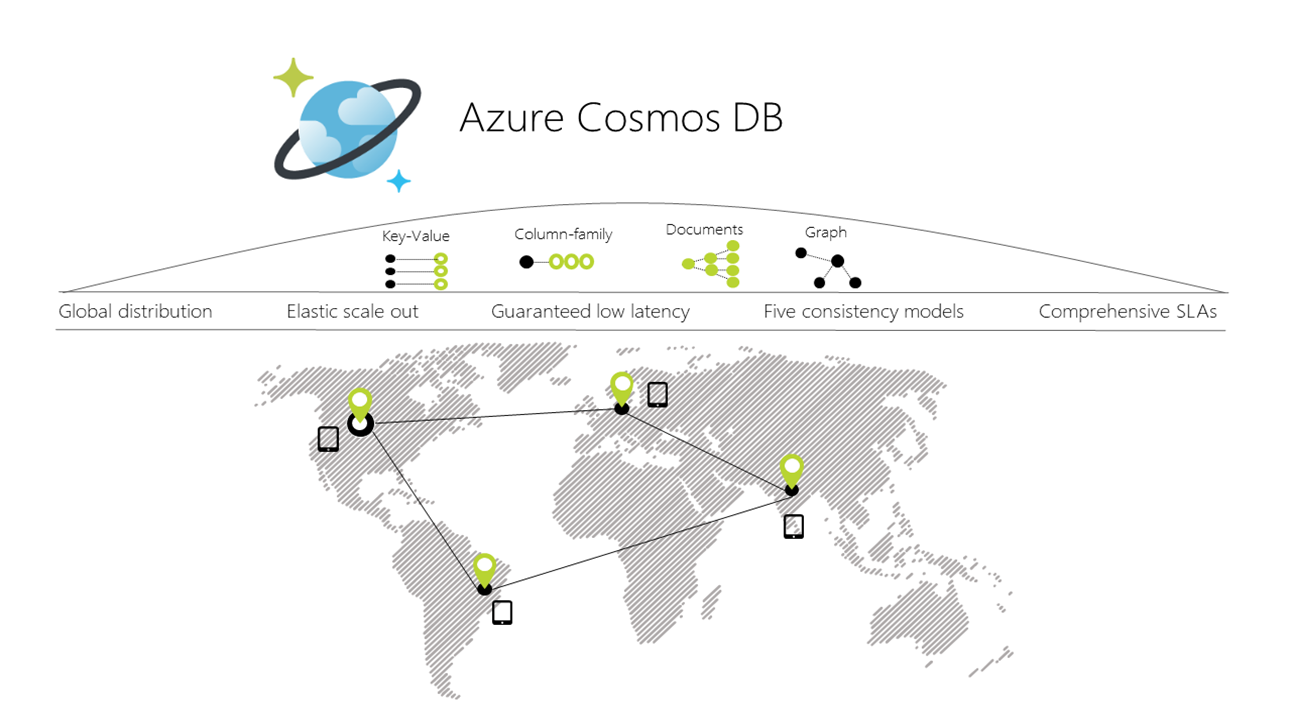 Azure Cosmos DB
Key-Value
Column-family
Documents
Graph
Global distribution
Elastic scale out
Guaranteed low latency
Five consistency models
Comprehensive SLAs